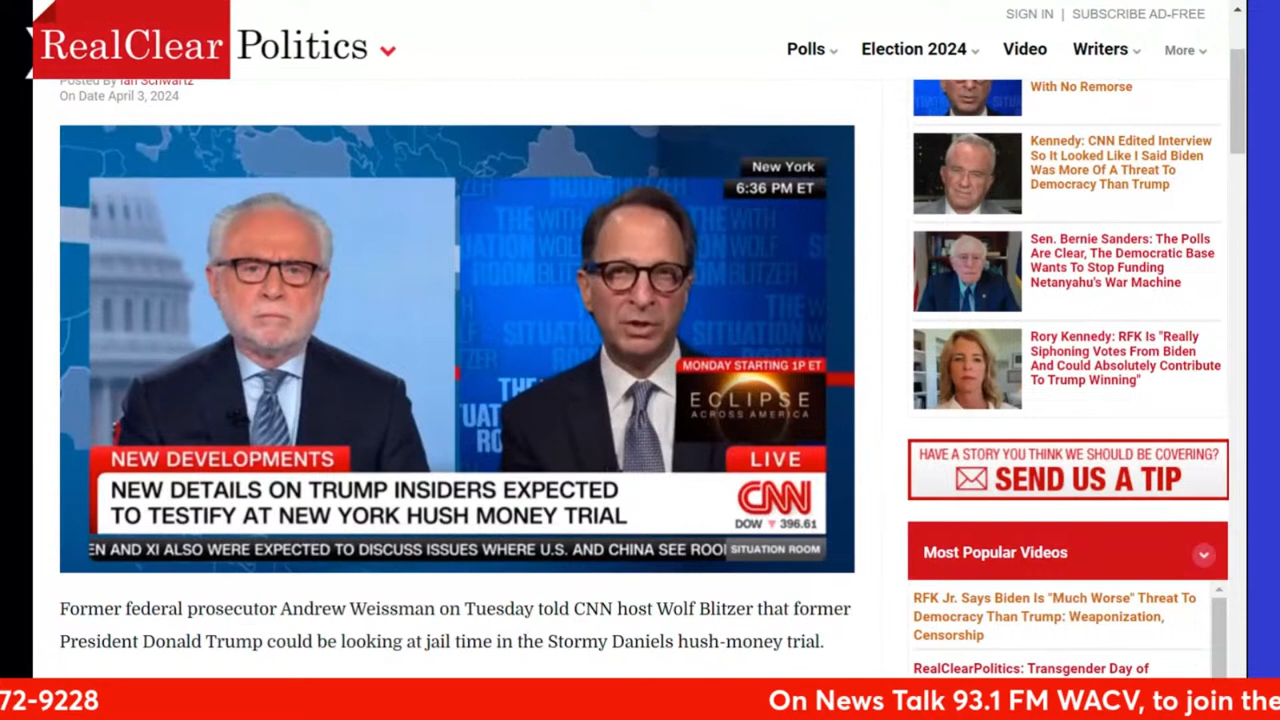 SIGN IN | SUBSCRIBE AD-FREE
RealClear Politics
Polls
Election 2024
Video
Writers
More
Posted By Ian Schwartz
On Date April 3, 2024
New York
6:36 PM ET
THE WITH
SITUATION
ROOM
MONDAY STARTING 1P ET
ECLIPSE
ACROSS AMERICA
NEW DEVELOPMENTS
LIVE
NEW DETAILS ON TRUMP INSIDERS EXPECTED
TO TESTIFY AT NEW YORK HUSH MONEY TRIAL
CNN
DOW ▼ 396.61
EN AND XI ALSO WERE EXPECTED TO DISCUSS ISSUES WHERE U.S. AND CHINA SEE ROO
SITUATION ROOM
Former federal prosecutor Andrew Weissman on Tuesday told CNN host Wolf Blitzer that former
President Donald Trump could be looking at jail time in the Stormy Daniels hush-money trial.
With No Remorse
Kennedy: CNN Edited Interview
So It Looked Like I Said Biden
Was More Of A Threat To
Democracy Than Trump
Sen. Bernie Sanders: The Polls
Are Clear, The Democratic Base
Wants To Stop Funding
Netanyahu's War Machine
Rory Kennedy: RFK Is "Really
Siphoning Votes From Biden
And Could Absolutely Contribute
To Trump Winning"
HAVE A STORY YOU THINK WE SHOULD BE COVERING?
SEND US A TIP
Most Popular Videos
RFK Jr. Says Biden Is "Much Worse" Threat To
Democracy Than Trump: Weaponization,
Censorship
RealClearPolitics: Transgender Day of
72-9228
On News Talk 93.1 FM WACV, to join the